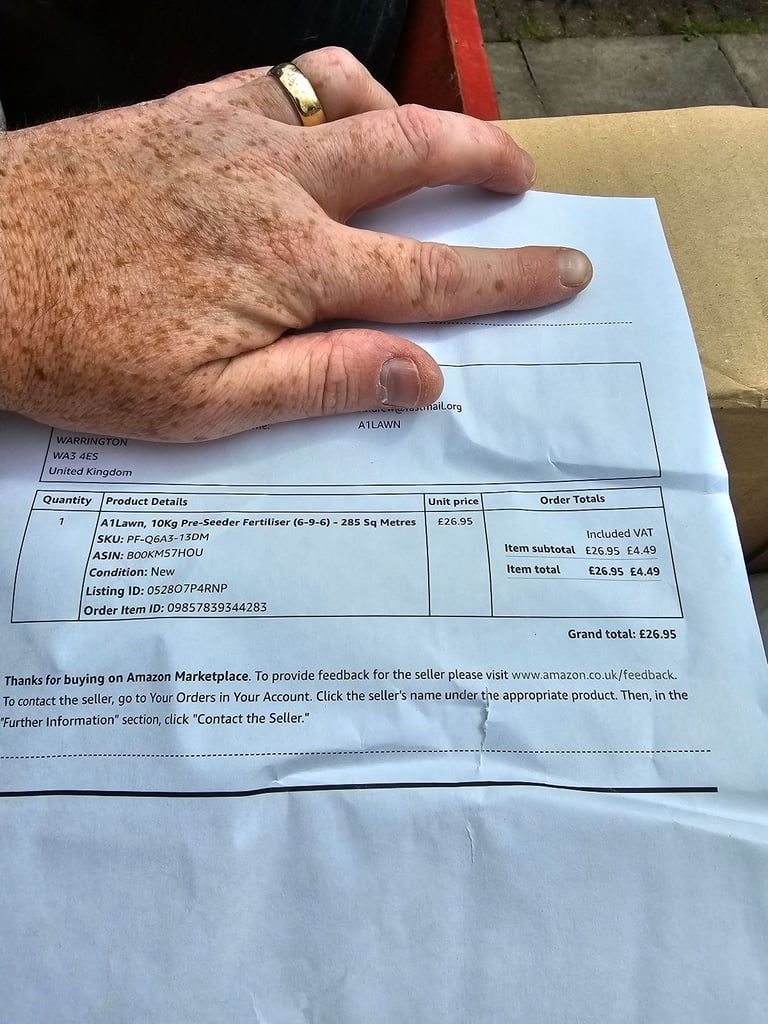 A1LAWN
WARRINGTON
WA3 4ES
United Kingdom
Quantity Product Details Unit price Order Totals
1 A1Lawn, 10Kg Pre-Seeder Fertiliser (6-9-6) - 285 Sq Metres £26.95
Included VAT
SKU: PF-Q6A3-13DM
Item subtotal £26.95 £4.49
ASIN: B00KM57HOU
Item total £26.95 £4.49
Condition: New
Listing ID: 0528O7P4RNP
Order Item ID: 09857839344283
Grand total: £26.95
Thanks for buying on Amazon Marketplace. To provide feedback for the seller please visit www.amazon.co.uk/feedback.
To contact the seller, go to Your Orders in Your Account. Click the seller's name under the appropriate product. Then, in the
"Further Information" section, click "Contact the Seller."